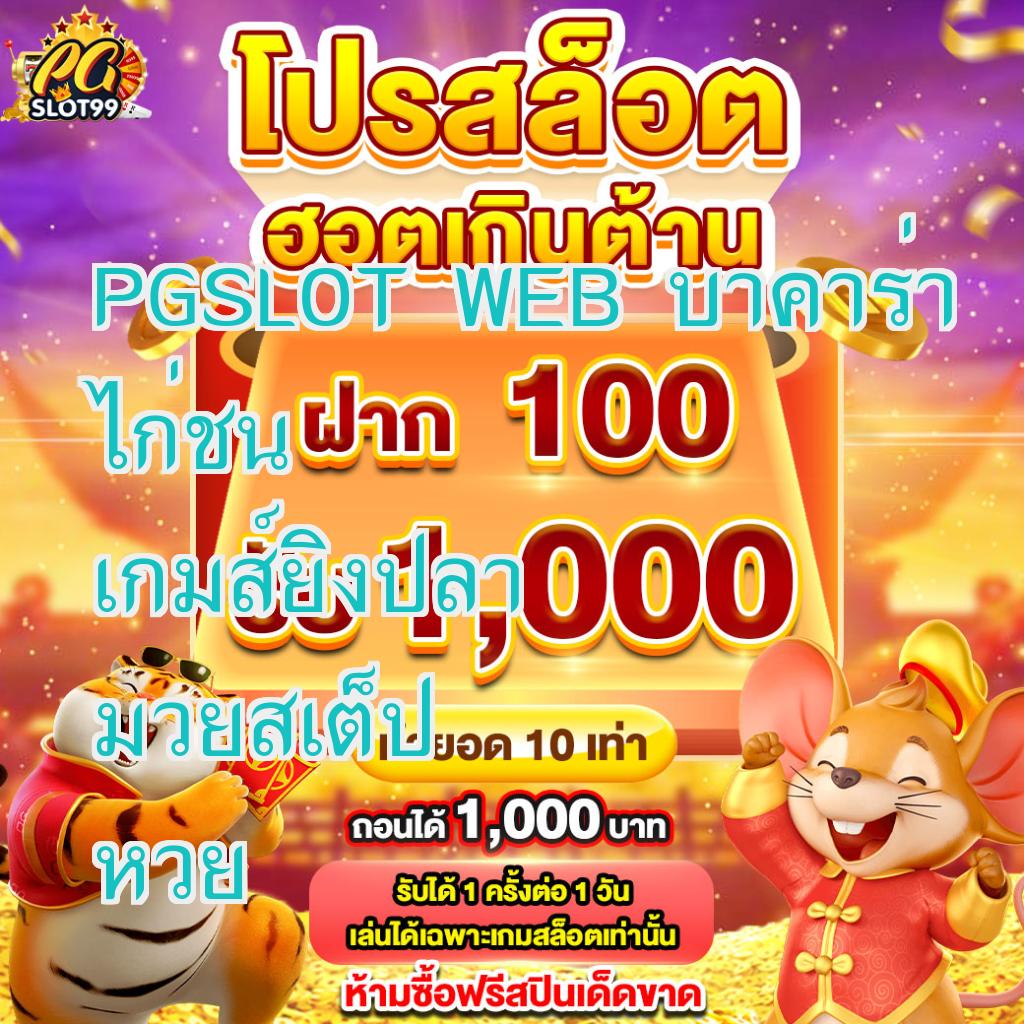 PG
SLOT99
โปรสล็อต
ฮอตเกินต้าน
PGSLOT WEB บาคาร่า
ไก่ชน
ฝาก 100
เกมส์ยิงปลา
1,000
มวยสเต็ป
ยอด 10 เท่า
ถอนได้ 1,000 บาท
หวย
รับได้ 1 ครั้งต่อ 1 วัน
เล่นได้เฉพาะเกมสล็อตเท่านั้น
ห้ามซื้อฟรีสปินเด็ดขาด